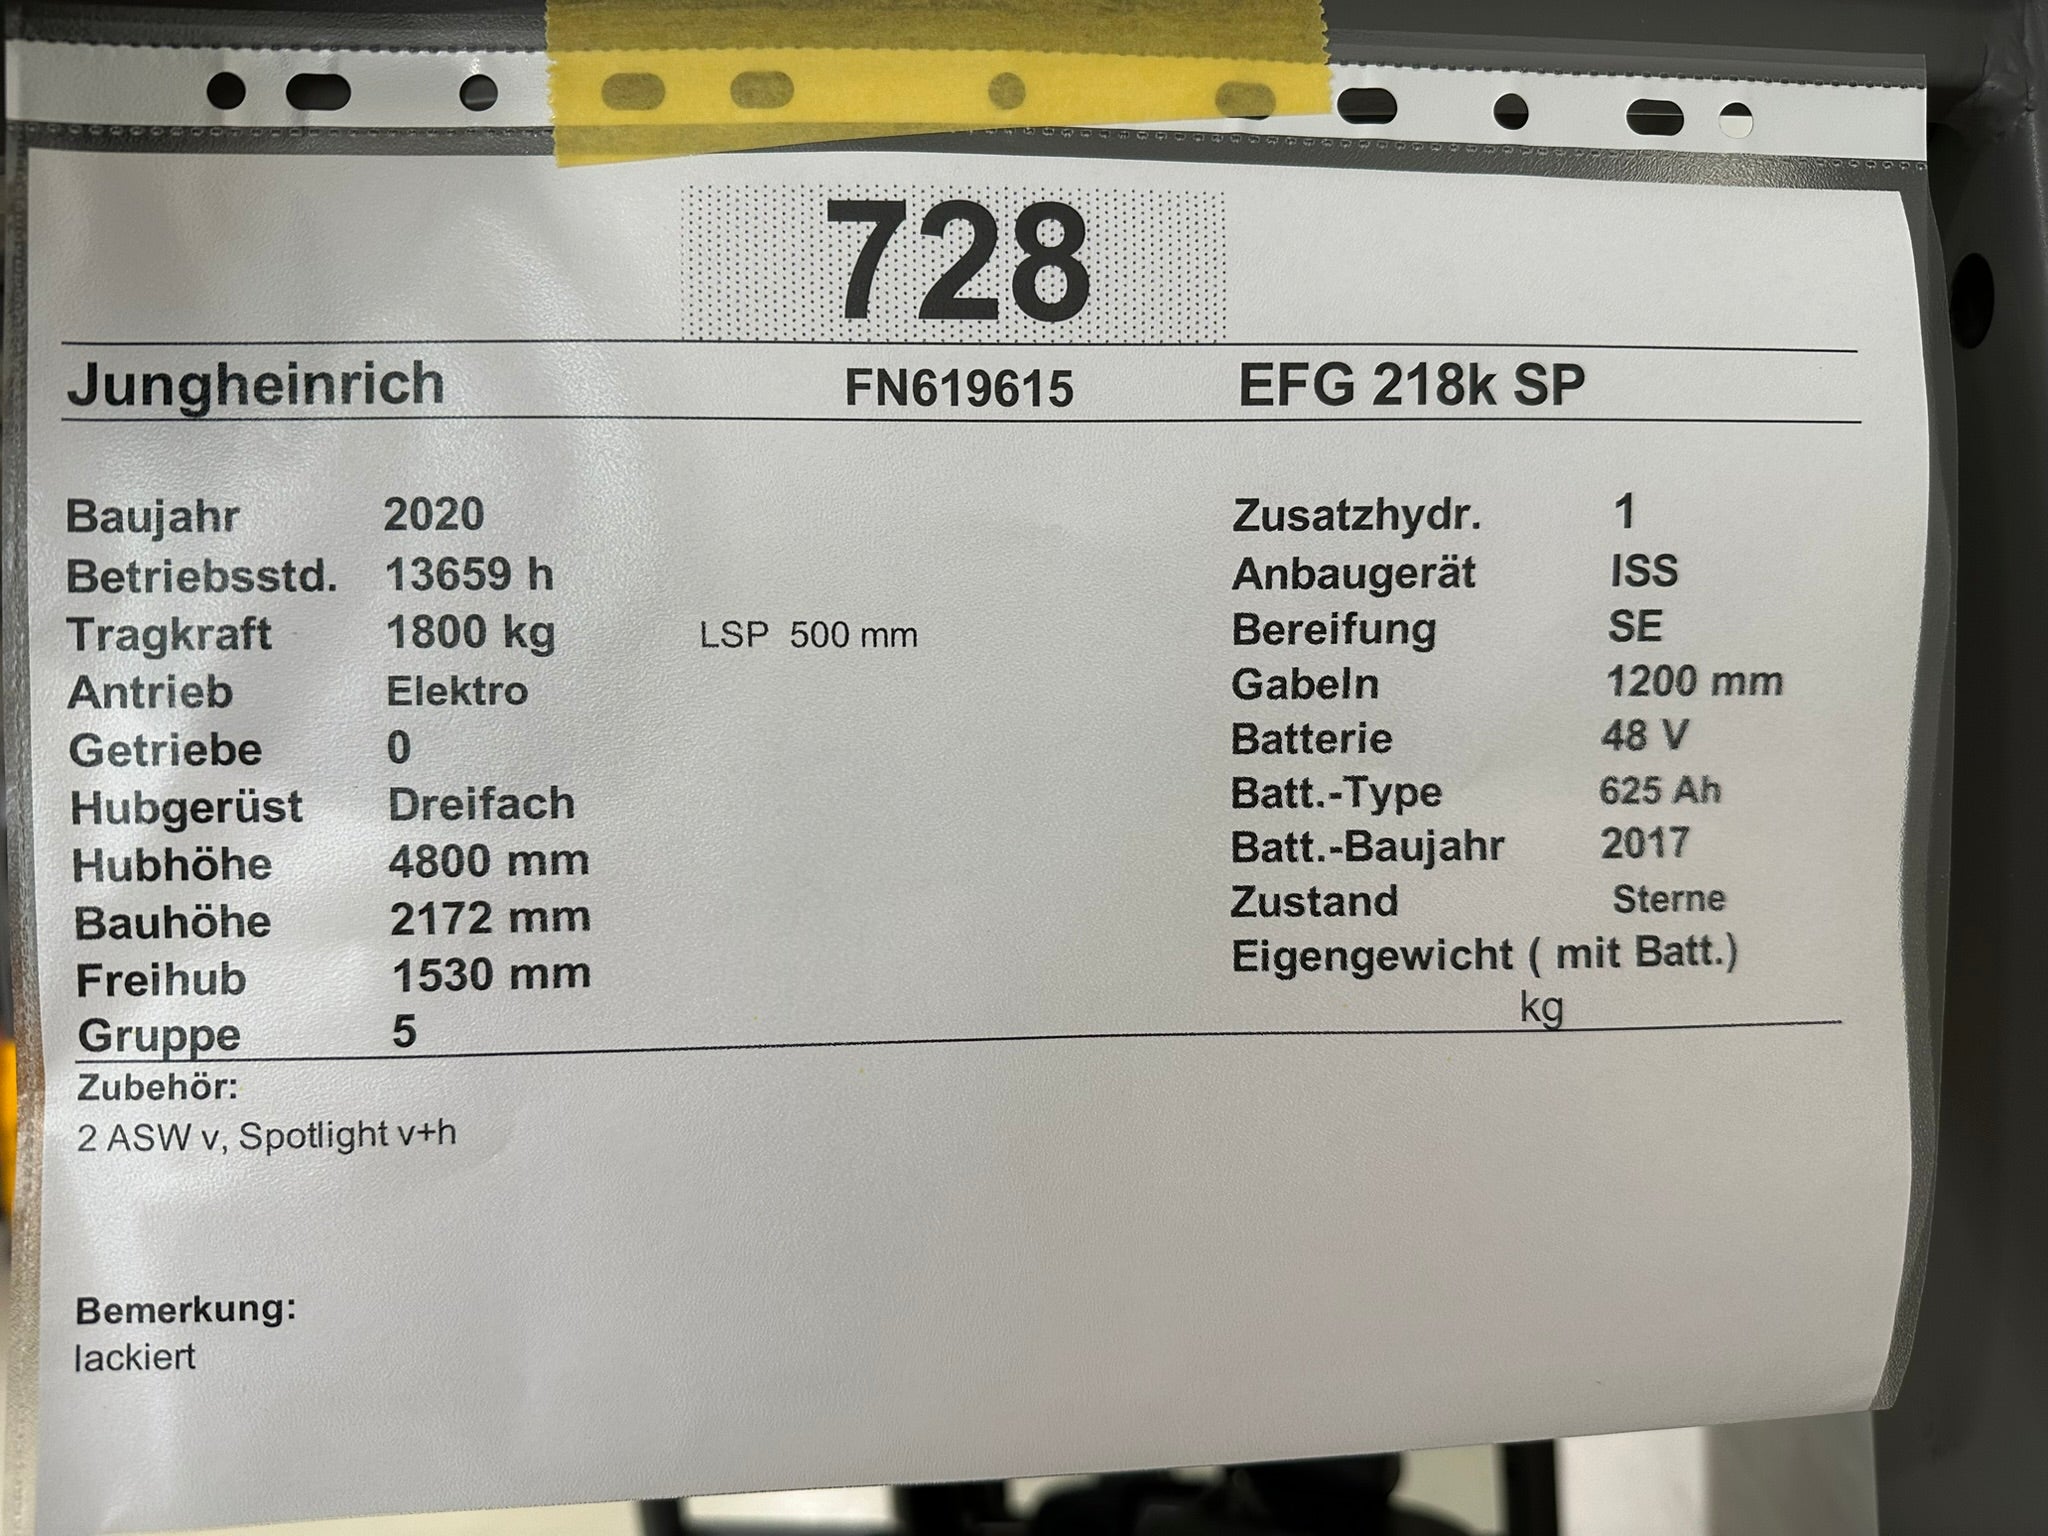 728
Jungheinrich FN619615 EFG 218k SP
Baujahr 2020 Zusatzhydr. 1
Betriebsstd. 13659 h Anbaugerät ISS
Tragkraft 1800 kg LSP 500 mm Bereifung SE
Antrieb Elektro Gabeln 1200 mm
Getriebe 0 Batterie 48 V
Hubgerüst Dreifach Batt.-Type 625 Ah
Hubhöhe 4800 mm Batt.-Baujahr 2017
Bauhöhe 2172 mm Zustand Sterne
Freihub 1530 mm Eigengewicht ( mit Batt.)
Gruppe 5 kg
Zubehör:
2 ASW v, Spotlight v+h
Bemerkung:
lackiert